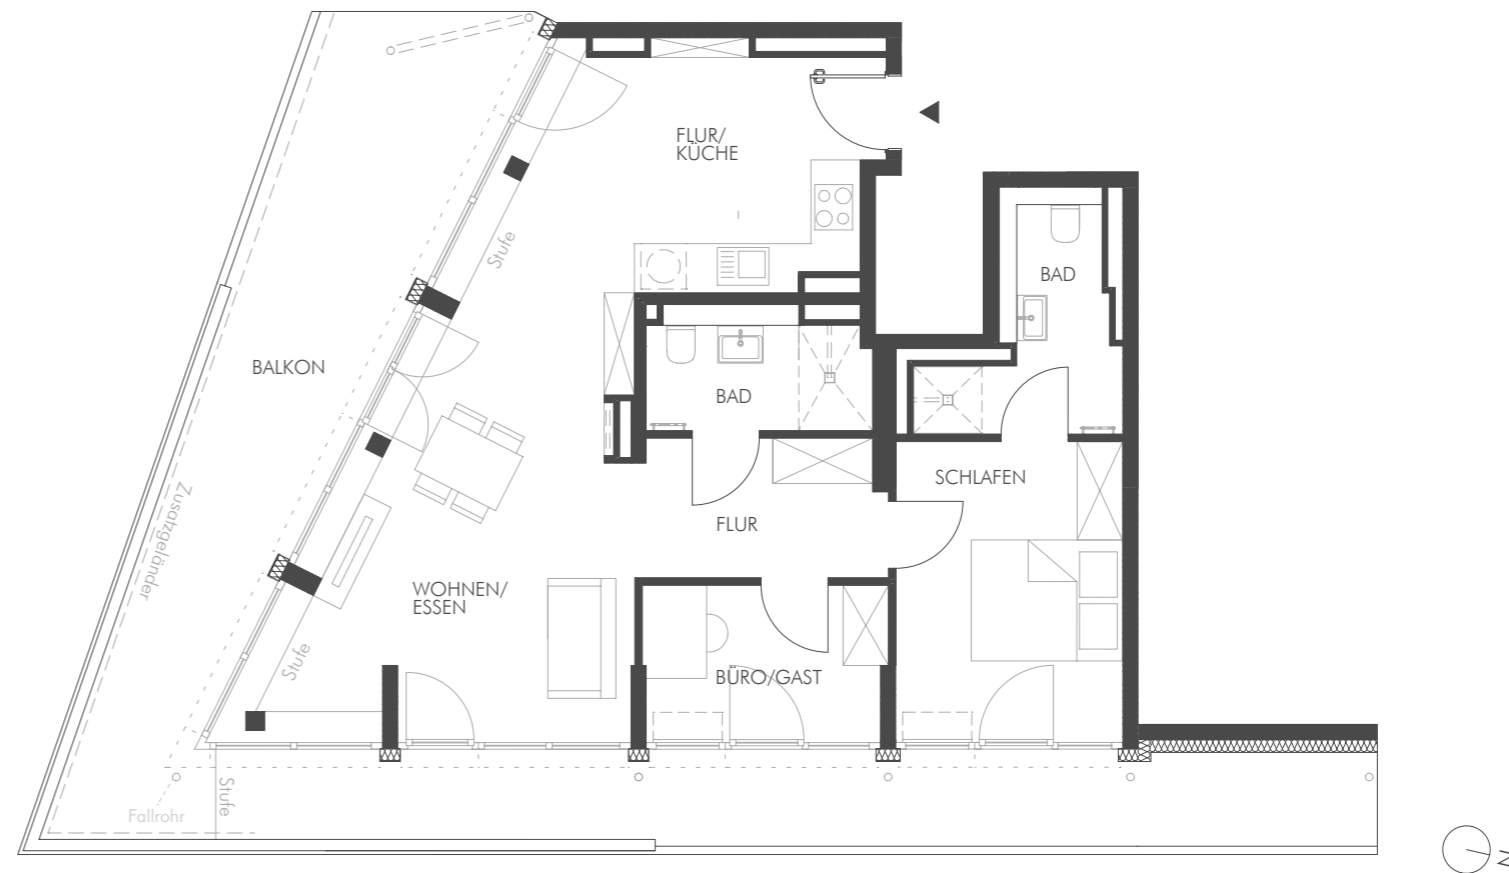 FLUR/
KÜCHE
Stufe
BAD
BALKON
BAD
SCHLAFEN
Zusatzgeländer
FLUR
WOHNEN/
ESSEN
Stufe
BÜRO/GAST
Stufe
Fallrohr
N